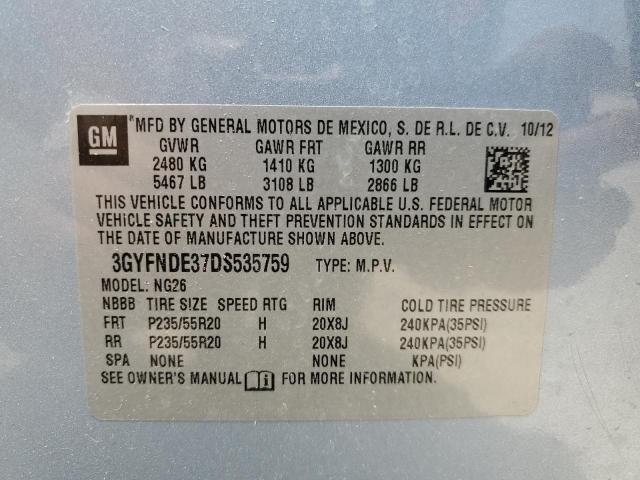 GM
*MFD BY GENERAL MOTORS DE MEXICO, S. DE R.L. DE C.V. 10/12
GVWR GAWR FRT GAWR RR
2480 KG 1410 KG 1300 KG
5467 LB 3108 LB 2866 LB
THIS VEHICLE CONFORMS TO ALL APPLICABLE U.S. FEDERAL MOTOR
VEHICLE SAFETY AND THEFT PREVENTION STANDARDS IN EFFECT ON
THE DATE OF MANUFACTURE SHOWN ABOVE.
3GYFNDE37DS535759 TYPE: M.P.V.
MODEL: NG26
NBBB TIRE SIZE SPEED RTG RIM COLD TIRE PRESSURE
FRT P235/55R20 H 20X8J 240KPA(35PSI)
RR P235/55R20 H 20X8J 240KPA(35PSI)
SPA NONE NONE KPA(PSI)
SEE OWNER'S MANUAL i FOR MORE INFORMATION.